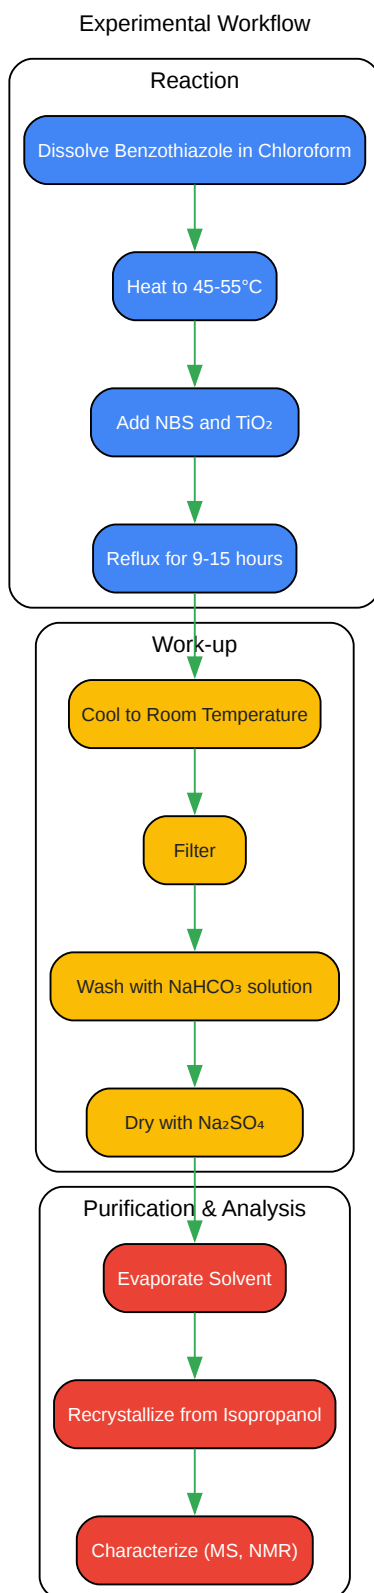 Experimental Workflow
Reaction
Dissolve Benzothiazole in Chloroform
Heat to 45-55°C
Add NBS and TiO₂
Reflux for 9-15 hours
Work-up
Cool to Room Temperature
Filter
Wash with NaHCO₃ solution
Dry with Na₂SO₄
Purification & Analysis
Evaporate Solvent
Recrystallize from Isopropanol
Characterize (MS, NMR)